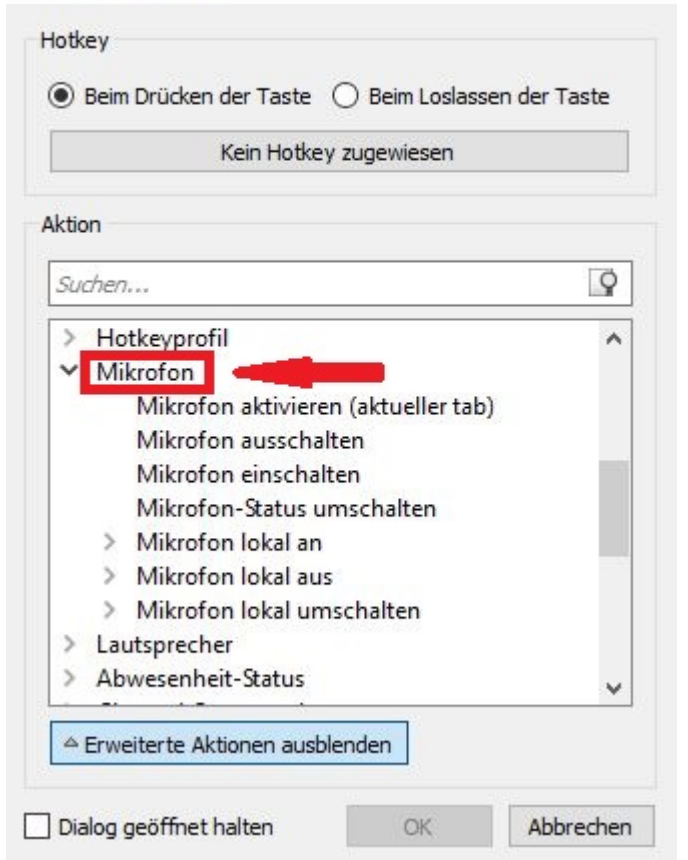 Hotkey
Beim Drücken der Taste Beim Loslassen der Taste
Kein Hotkey zugewiesen
Aktion
Suchen...
Hotkeyprofil
Mikrofon
Mikrofon aktivieren (aktueller tab)
Mikrofon ausschalten
Mikrofon einschalten
Mikrofon-Status umschalten
Mikrofon lokal an
Mikrofon lokal aus
Mikrofon lokal umschalten
Lautsprecher
Abwesenheit-Status
Erweiterte Aktionen ausblenden
Dialog geöffnet halten OK Abbrechen